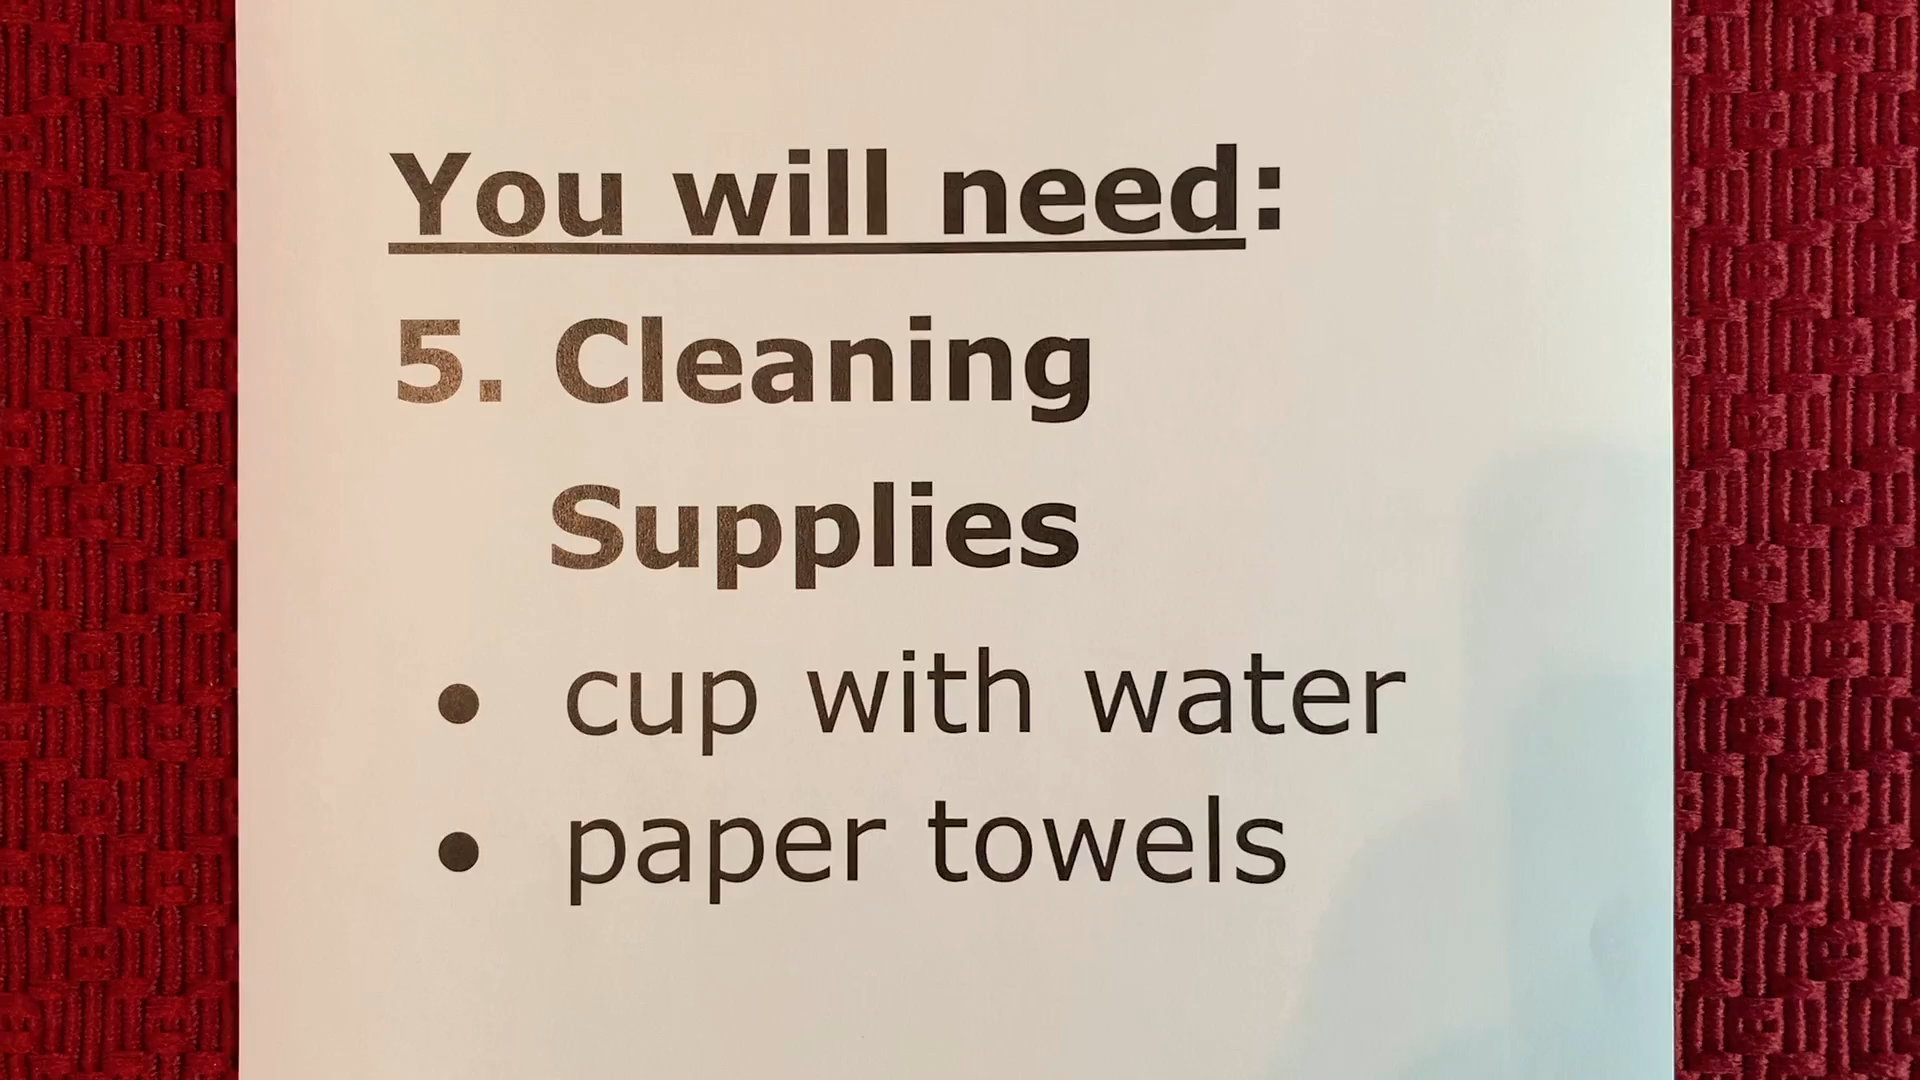 You will need:
5. Cleaning
Supplies
• cup with water
• paper towels